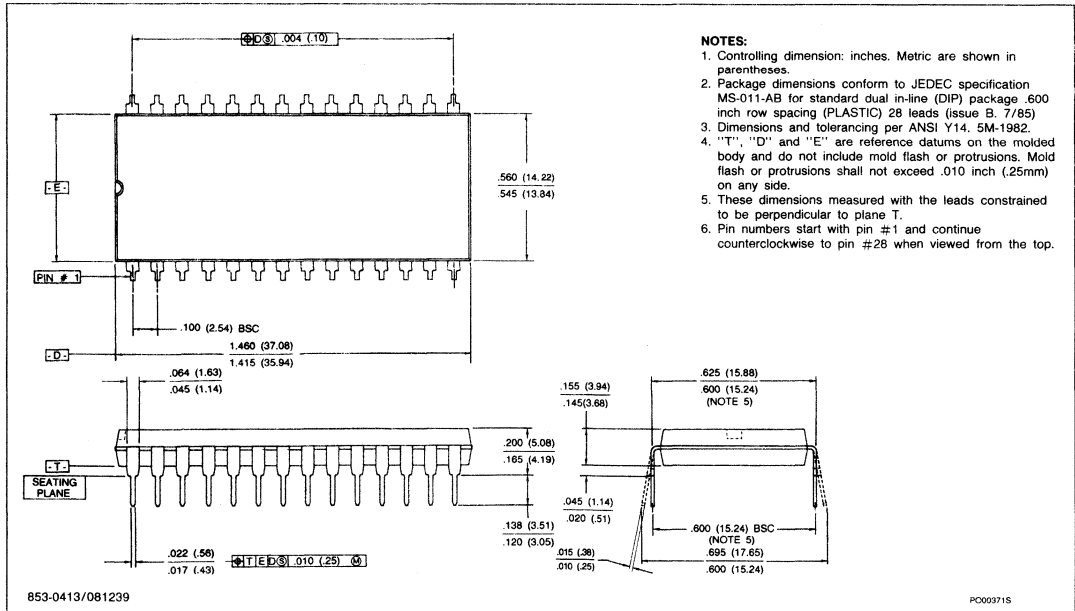 ⌖ D Ⓢ .004 (.10)
NOTES:
1. Controlling dimension: inches. Metric are shown in
parentheses.
2. Package dimensions conform to JEDEC specification
MS-011-AB for standard dual in-line (DIP) package .600
inch row spacing (PLASTIC) 28 leads (issue B. 7/85)
3. Dimensions and tolerancing per ANSI Y14. 5M-1982.
4. "T", "D" and "E" are reference datums on the molded
body and do not include mold flash or protrusions. Mold
flash or protrusions shall not exceed .010 inch (.25mm)
on any side.
5. These dimensions measured with the leads constrained
to be perpendicular to plane T.
6. Pin numbers start with pin #1 and continue
counterclockwise to pin #28 when viewed from the top.
- E -
.560 (14.22)
.545 (13.84)
PIN # 1
.100 (2.54) BSC
- D -
1.460 (37.08)
1.415 (35.94)
.064 (1.63)
.045 (1.14)
.155 (3.94)
.145(3.68)
.625 (15.88)
.600 (15.24)
(NOTE 5)
.200 (5.08)
.165 (4.19)
- T -
SEATING
PLANE
.045 (1.14)
.020 (.51)
.138 (3.51)
.120 (3.05)
.600 (15.24) BSC
(NOTE 5)
.695 (17.65)
.600 (15.24)
.015 (.38)
.010 (.25)
.022 (.56)
.017 (.43)
⌖ T E D Ⓢ .010 (.25) Ⓜ
853-0413/081239
PO00371S